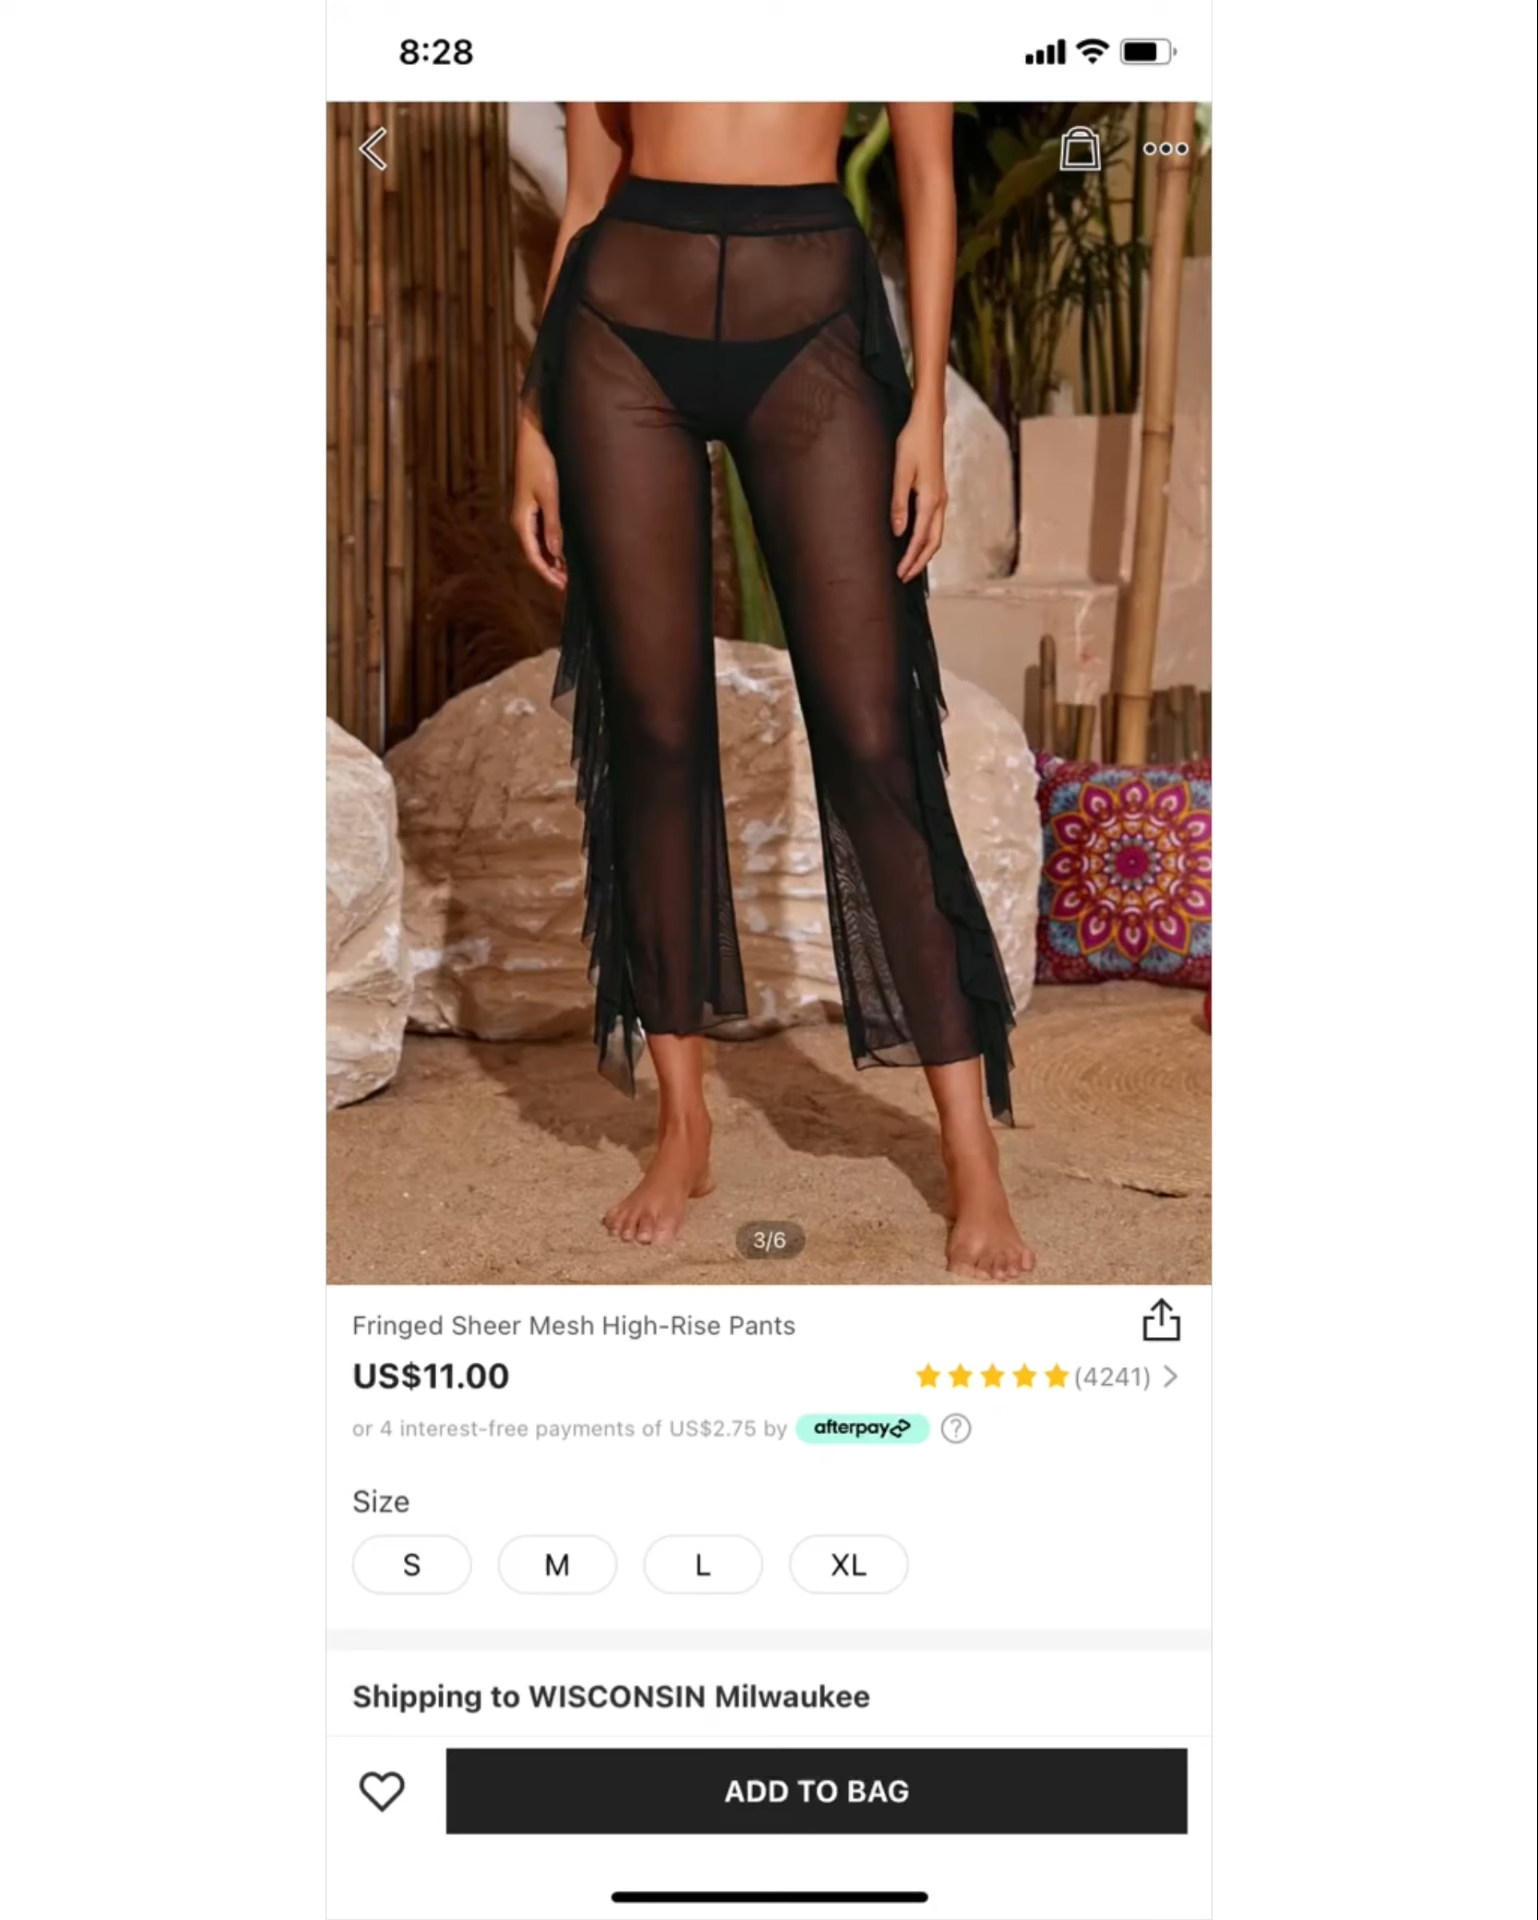 8:28
3/6
Fringed Sheer Mesh High-Rise Pants
US$11.00
(4241)
or 4 interest-free payments of US$2.75 by afterpay
?
Size
S M L XL
Shipping to WISCONSIN Milwaukee
ADD TO BAG